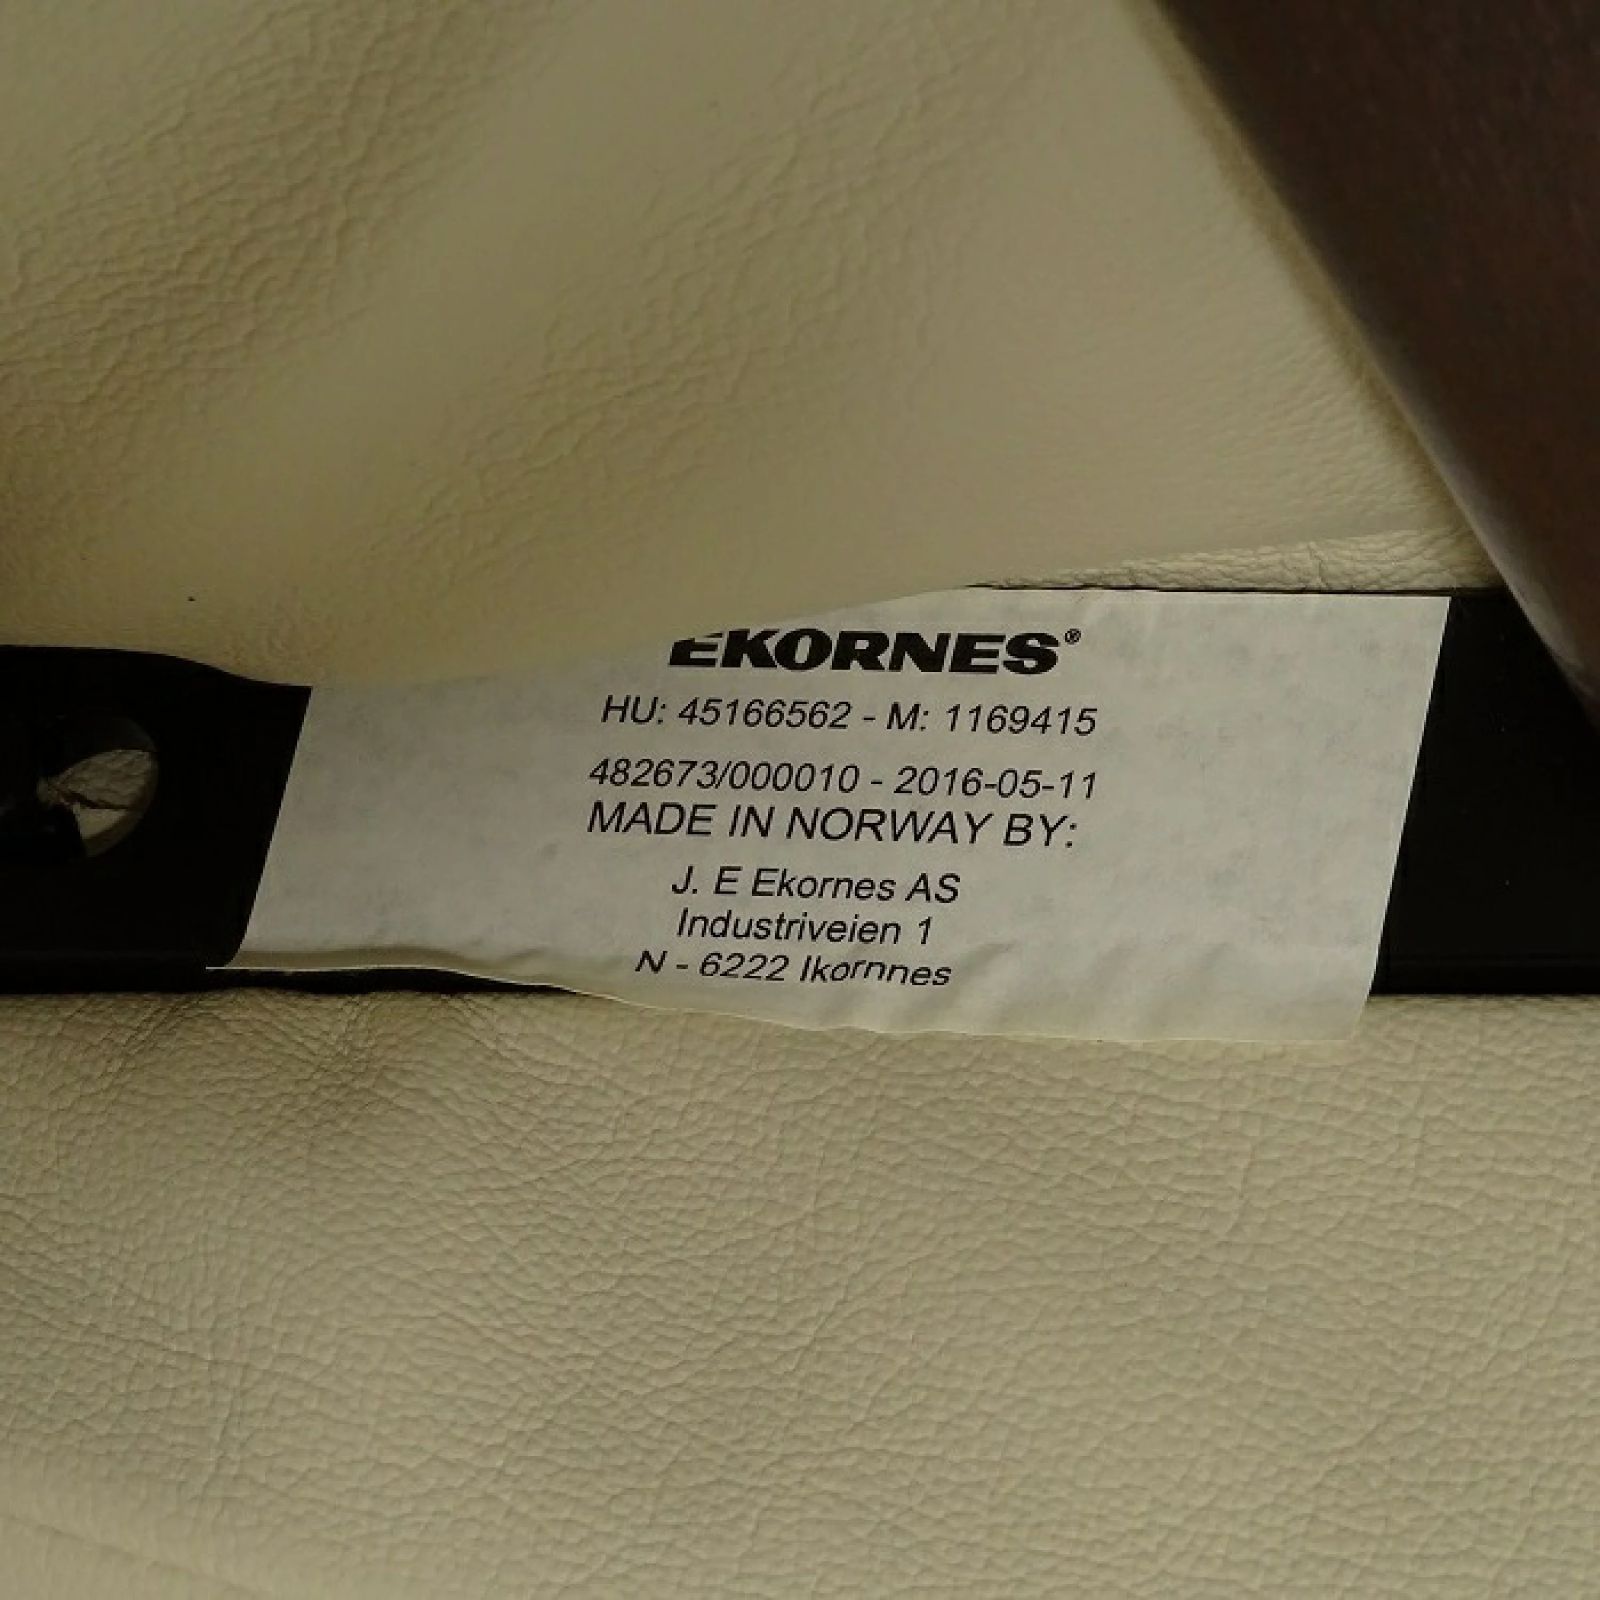 EKORNES®
HU: 45166562 - M: 1169415
482673/000010 - 2016-05-11
MADE IN NORWAY BY:
J. E Ekornes AS
Industriveien 1
N - 6222 Ikornnes